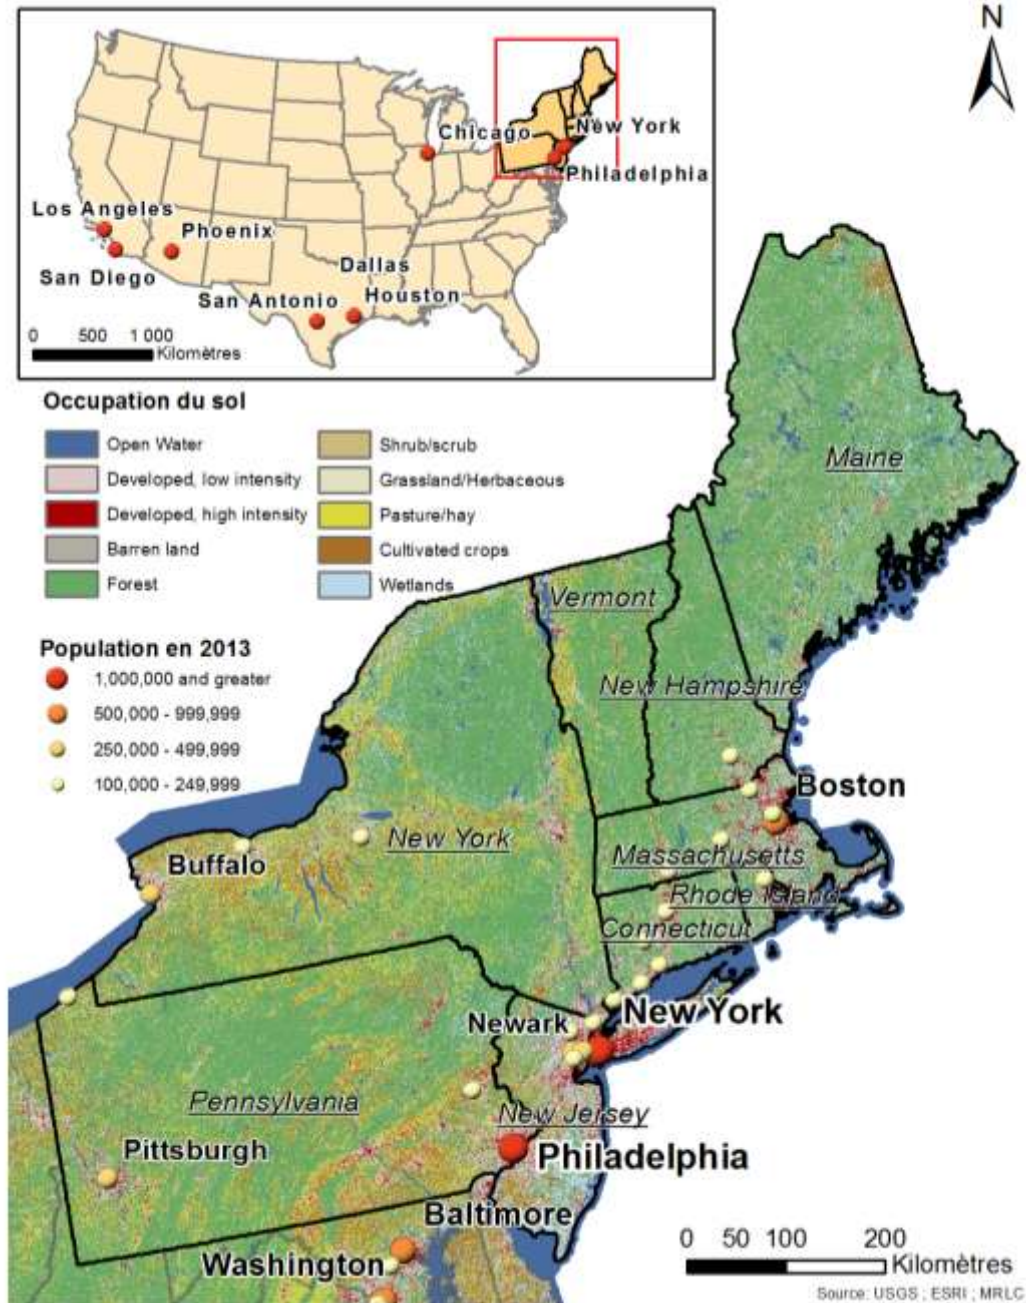 N
Chicago
New York
Philadelphia
Los Angeles
Phoenix
San Diego
Dallas
San Antonio
Houston
0 500 1 000
Kilomètres
Occupation du sol
Open Water
Developed, low intensity
Developed, high intensity
Barren land
Forest
Shrub/scrub
Grassland/Herbaceous
Pasture/hay
Cultivated crops
Wetlands
Population en 2013
1,000,000 and greater
500,000 - 999,999
250,000 - 499,999
100,000 - 249,999
Maine
Vermont
New Hampshire
Boston
New York
Massachusetts
Buffalo
Rhode Island
Connecticut
New York
Newark
Pennsylvania
New Jersey
Pittsburgh
Philadelphia
Baltimore
Washington
0 50 100 200
Kilomètres
Source: USGS ; ESRI ; MRLC